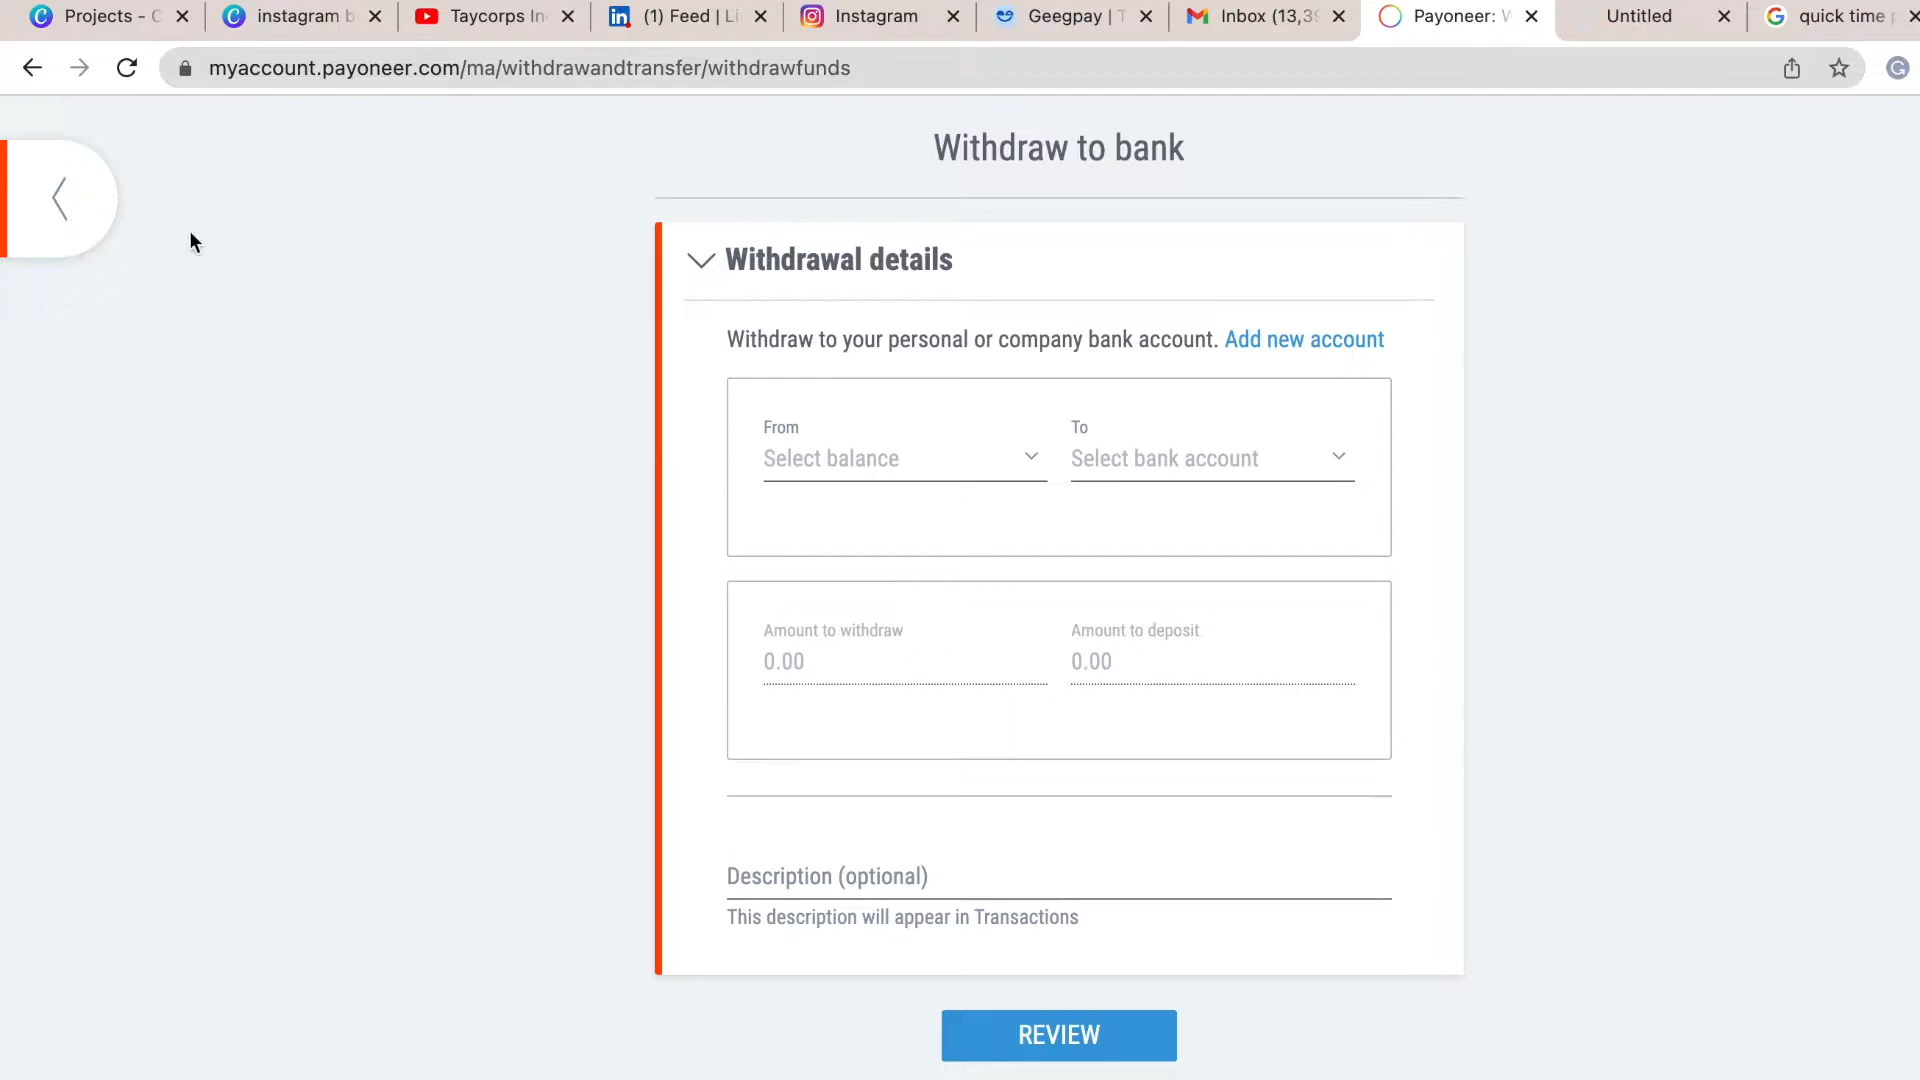 Projects - C
instagram b
Taycorps In
(1) Feed | Li
Instagram
Geegpay | T
Inbox (13,39
Payoneer: W
Untitled
quick time p
myaccount.payoneer.com/ma/withdrawandtransfer/withdrawfunds
Withdraw to bank
Withdrawal details
Withdraw to your personal or company bank account. Add new account
From To
Select balance Select bank account
Amount to withdraw Amount to deposit
0.00 0.00
Description (optional)
This description will appear in Transactions
REVIEW